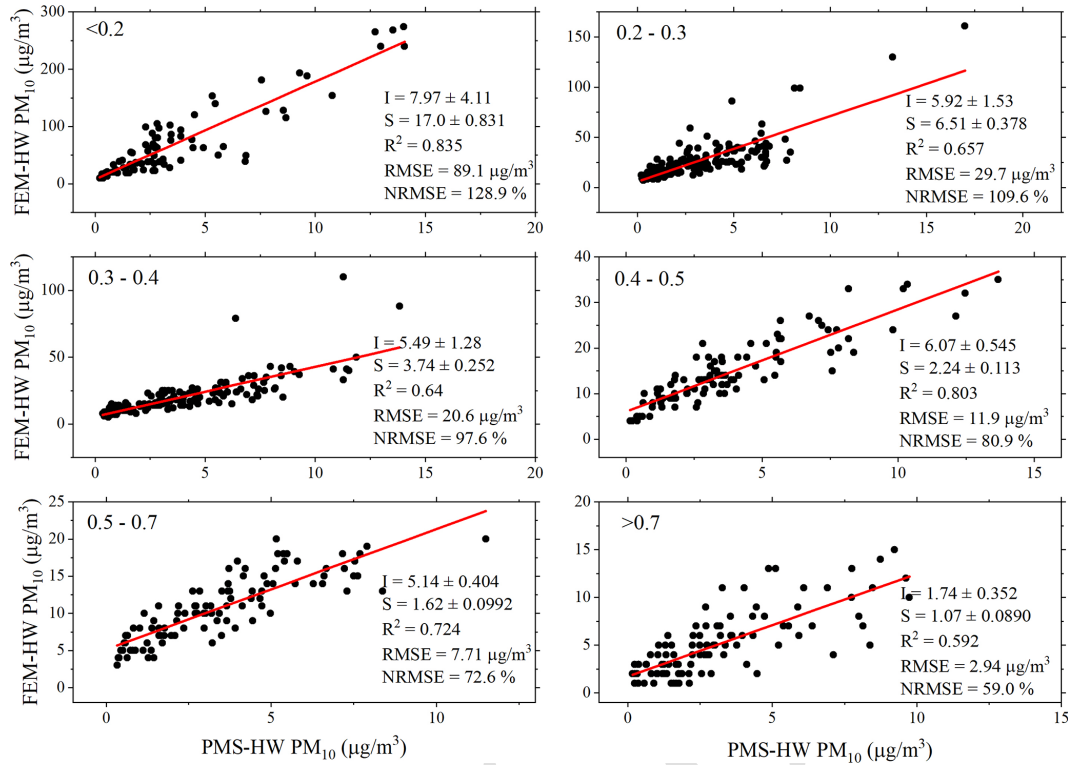 <0.2
I = 7.97 ± 4.11
S = 17.0 ± 0.831
R² = 0.835
RMSE = 89.1 μg/m³
NRMSE = 128.9 %
FEM-HW PM₁₀ (μg/m³)
300
200
100
0
0 5 10 15 20
0.2 - 0.3
I = 5.92 ± 1.53
S = 6.51 ± 0.378
R² = 0.657
RMSE = 29.7 μg/m³
NRMSE = 109.6 %
150
100
50
0
0 5 10 15 20
0.3 - 0.4
I = 5.49 ± 1.28
S = 3.74 ± 0.252
R² = 0.64
RMSE = 20.6 μg/m³
NRMSE = 97.6 %
FEM-HW PM₁₀ (μg/m³)
100
50
0
0 5 10 15 20
0.4 - 0.5
I = 6.07 ± 0.545
S = 2.24 ± 0.113
R² = 0.803
RMSE = 11.9 μg/m³
NRMSE = 80.9 %
40
30
20
10
0
0 5 10 15
0.5 - 0.7
I = 5.14 ± 0.404
S = 1.62 ± 0.0992
R² = 0.724
RMSE = 7.71 μg/m³
NRMSE = 72.6 %
FEM-HW PM₁₀ (μg/m³)
25
20
15
10
5
0
0 5 10
PMS-HW PM₁₀ (μg/m³)
>0.7
I = 1.74 ± 0.352
S = 1.07 ± 0.0890
R² = 0.592
RMSE = 2.94 μg/m³
NRMSE = 59.0 %
20
15
10
5
0
0 5 10 15
PMS-HW PM₁₀ (μg/m³)